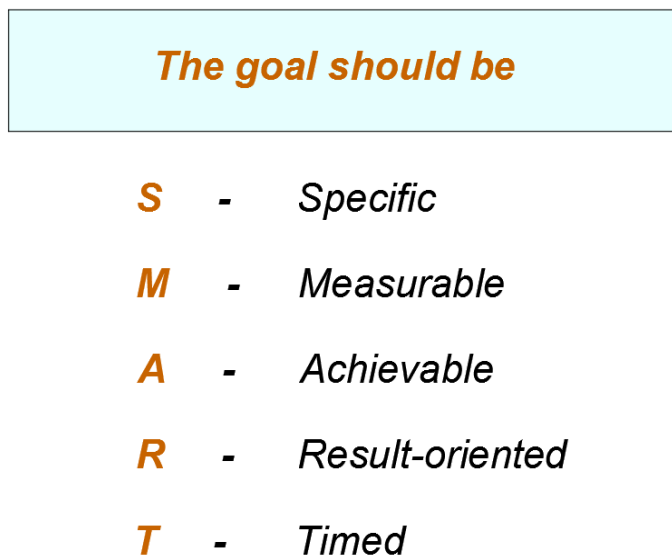 The goal should be
S - Specific
M - Measurable
A - Achievable
R - Result-oriented
T - Timed